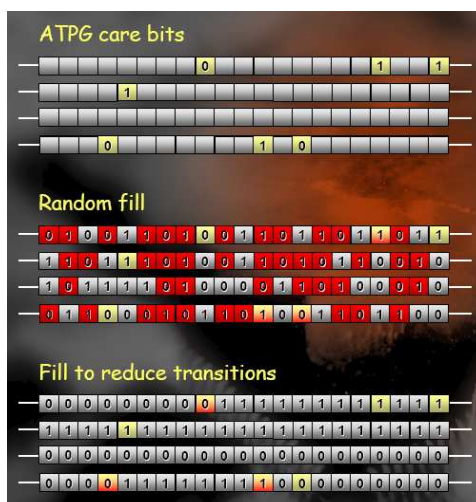 ATPG care bits
0 1 1
1
0 1 0
Random fill
0 1 0 0 1 1 0 1 0 0 1 1 0 1 1 0 1 1 0 1 1
1 1 0 1 1 1 0 1 0 0 1 1 0 1 0 1 1 0 0 1 0
1 0 1 1 1 1 0 1 0 0 0 0 1 1 0 1 0 0 0 1 0
0 1 1 0 0 0 1 0 1 1 0 1 0 0 1 1 0 1 1 0 0
Fill to reduce transitions
0 0 0 0 0 0 0 0 0 1 1 1 1 1 1 1 1 1 1 1 1
1 1 1 1 1 1 1 1 1 1 1 1 1 1 1 1 1 1 1 1 1
0 0 0 0 0 0 0 0 0 0 0 0 0 0 0 0 0 0 0 0 0
0 0 0 0 1 1 1 1 1 1 1 1 0 0 0 0 0 0 0 0 0